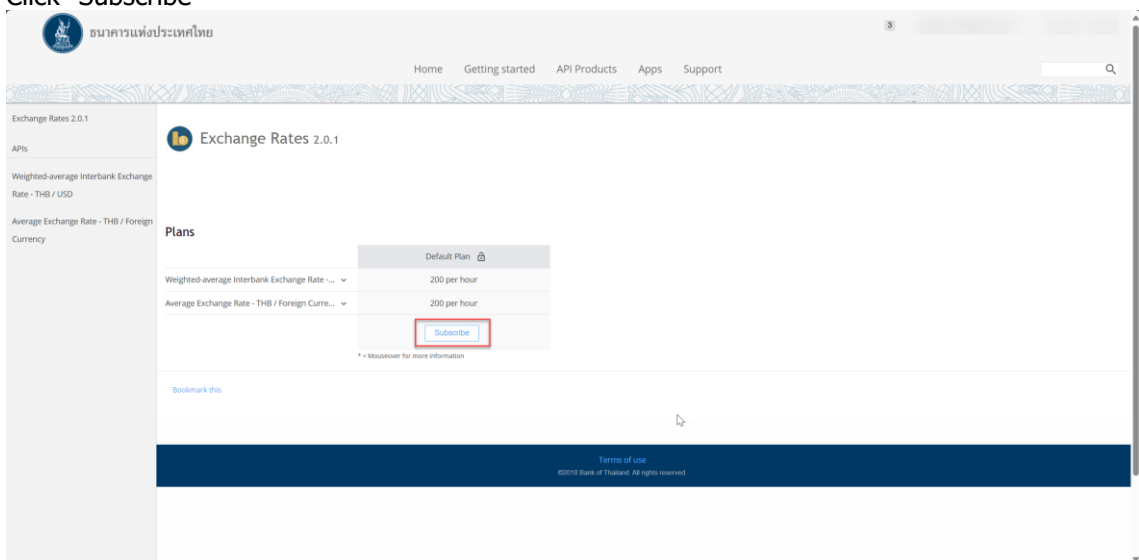 Click "Subscribe"
ธนาคารแห่งประเทศไทย
3
Home Getting started API Products Apps Support
Exchange Rates 2.0.1
APIs
Weighted-average Interbank Exchange
Rate - THB / USD
Average Exchange Rate - THB / Foreign
Currency
Exchange Rates 2.0.1
Plans
Default Plan
Weighted-average Interbank Exchange Rate -... 200 per hour
Average Exchange Rate - THB / Foreign Curre... 200 per hour
Subscribe
* = Mouseover for more information
Bookmark this
Terms of use
©2018 Bank of Thailand. All rights reserved.